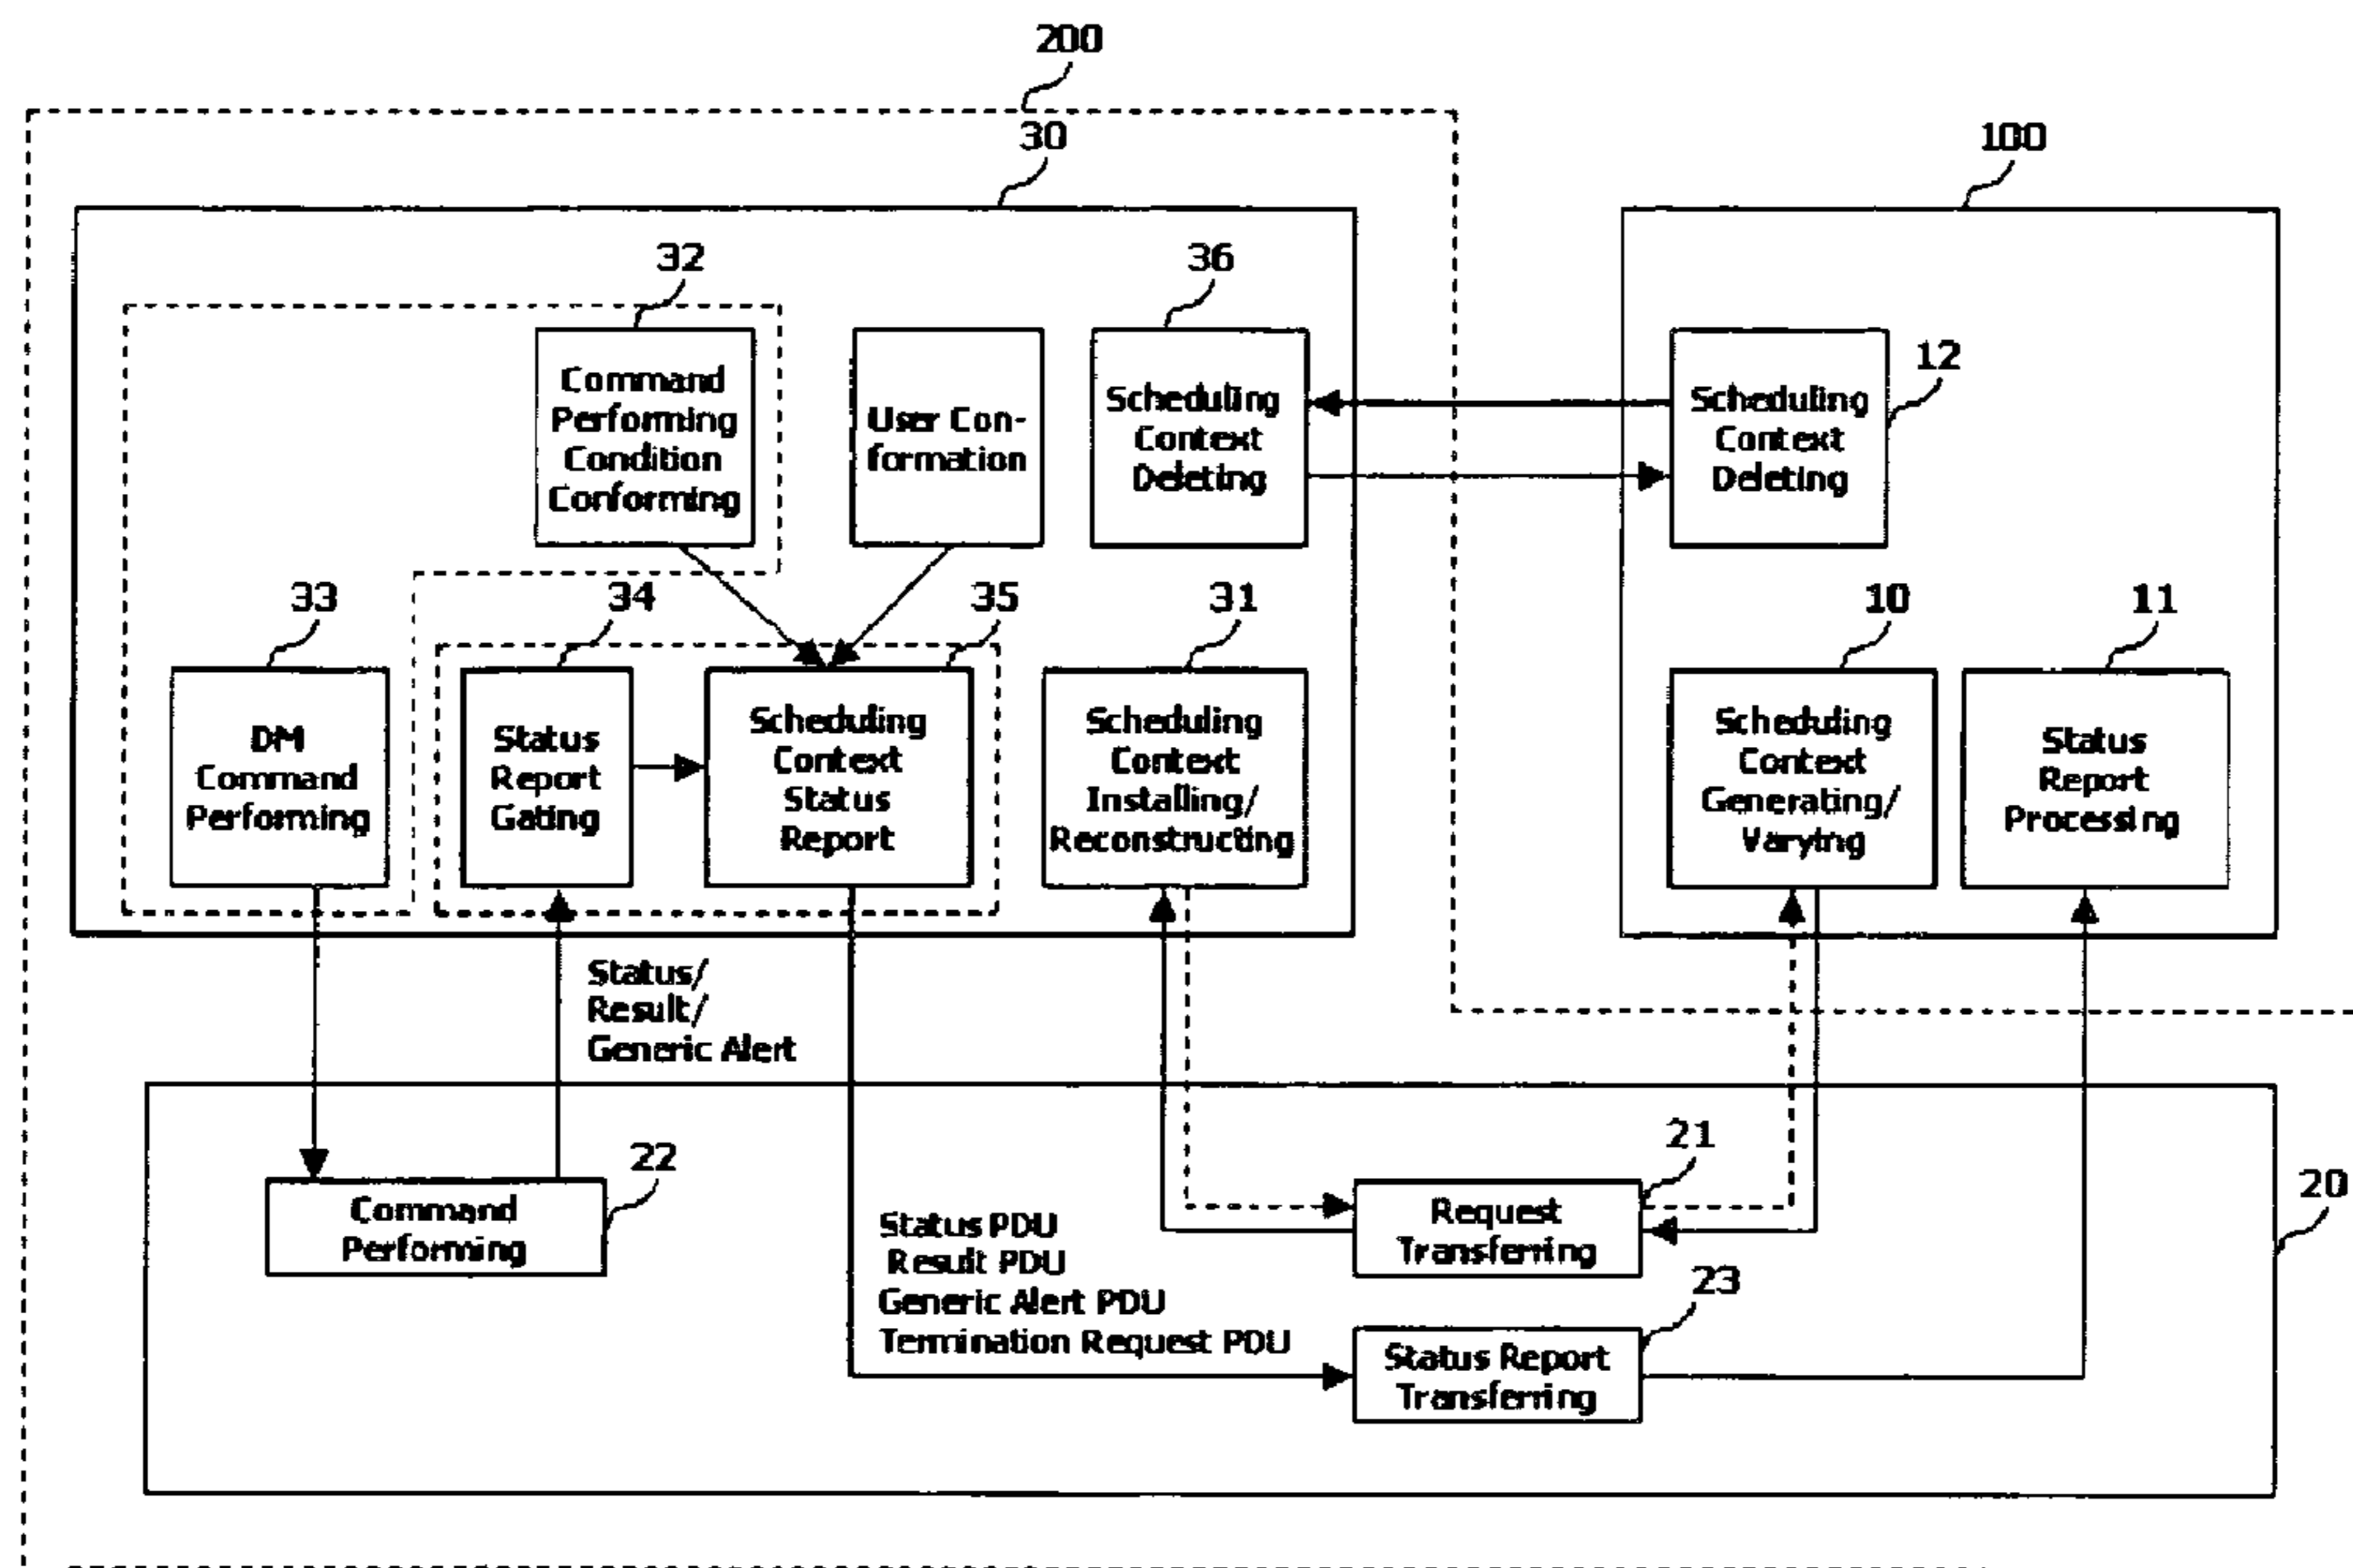 200
30
100
32
36
Command
Performing
Condition
Conforming
User Con-
formation
Scheduling
Context
Deleting
Scheduling
Context
Deleting
12
33
34
35
31
10
11
DM
Command
Performing
Status
Report
Gating
Scheduling
Context
Status
Report
Scheduling
Context
Installing/
Reconstructing
Scheduling
Context
Generating/
Varying
Status
Report
Processing
Status/
Result/
Generic Alert
22
Command
Performing
Status PDU
Result PDU
Generic Alert PDU
Termination Request PDU
21
Request
Transferring
20
23
Status Report
Transferring